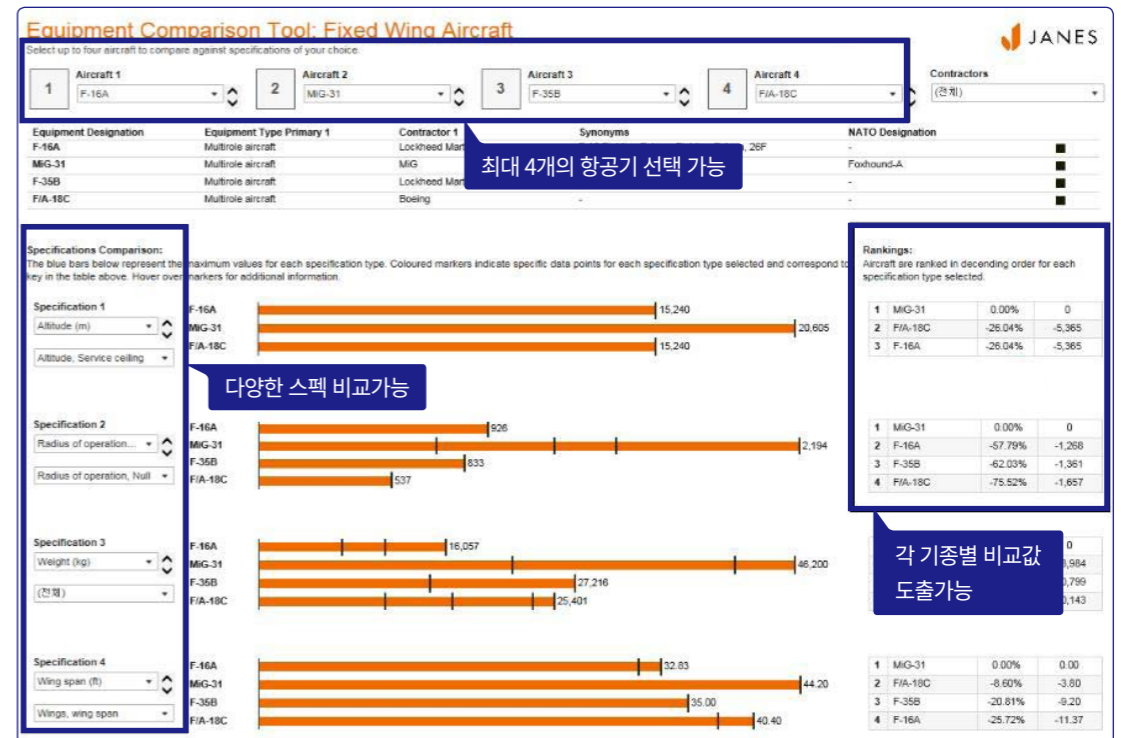 Equipment Comparison Tool: Fixed Wing Aircraft
JANES
Select up to four aircraft to compare against specifications of your choice.
1 Aircraft 1 F-16A
2 Aircraft 2 MiG-31
3 Aircraft 3 F-35B
4 Aircraft 4 F/A-18C
Contractors (전체)
Equipment Designation Equipment Type Primary 1 Contractor 1 Synonyms NATO Designation
F-16A Multirole aircraft Lockheed Mart 26F -
MiG-31 Multirole aircraft MiG Foxhound-A
F-35B Multirole aircraft Lockheed Mart -
F/A-18C Multirole aircraft Boeing - -
최대 4개의 항공기 선택 가능
Specifications Comparison:
The blue bars below represent the maximum values for each specification type. Coloured markers indicate specific data points for each specification type selected and correspond to
key in the table above. Hover over markers for additional information.
Rankings:
Aircraft are ranked in decending order for each
specification type selected.
Specification 1
Altitude (m)
Altitude, Service ceiling
F-16A 15,240
MiG-31 20,605
F/A-18C 15,240
1 MiG-31 0.00% 0
2 F/A-18C -26.04% -5,365
3 F-16A -26.04% -5,365
다양한 스펙 비교가능
Specification 2
Radius of operation...
Radius of operation, Null
F-16A 926
MiG-31 2,194
F-35B 833
F/A-18C 537
1 MiG-31 0.00% 0
2 F-16A -57.79% -1,268
3 F-35B -62.03% -1,361
4 F/A-18C -75.52% -1,657
Specification 3
Weight (kg)
(전체)
F-16A 16,057
MiG-31 46,200
F-35B 27,216
F/A-18C 25,401
각 기종별 비교값
도출가능
0
,984
,799
,143
Specification 4
Wing span (ft)
Wings, wing span
F-16A 32.83
MiG-31 44.20
F-35B 35.00
F/A-18C 40.40
1 MiG-31 0.00% 0.00
2 F/A-18C -8.60% -3.80
3 F-35B -20.81% -9.20
4 F-16A -25.72% -11.37